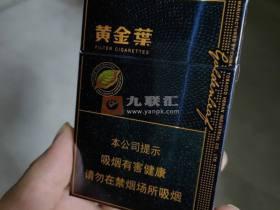 黄金葉
FILTER CIGARETTES
Goldenleaf
九联汇
www.yanpk.com
本公司提示
吸烟有害健康
请勿在禁烟场所吸烟